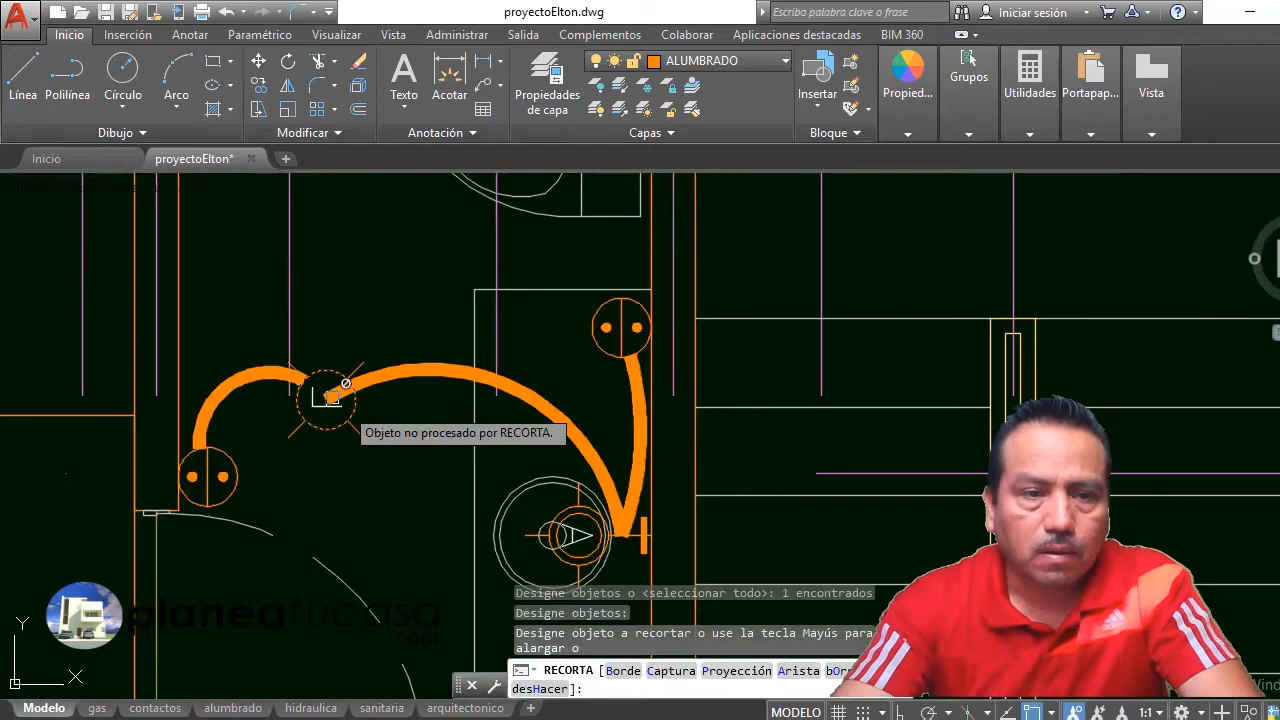 proyectoElton.dwg
Escriba palabra clave o frase
Iniciar sesión
Inicio Inserción Anotar Paramétrico Visualizar Vista Administrar Salida Complementos Colaborar Aplicaciones destacadas BIM 360
ALUMBRADO
Línea Polilínea Círculo Arco
Texto Acotar
Propiedades de capa
Insertar
Propied... Grupos Utilidades Portapap... Vista
Dibujo Modificar Anotación Capas Bloque
Inicio proyectoElton*
O
Objeto no procesado por RECORTA.
planeatucasa
.com
Designe objetos o <seleccionar todo>: 1 encontrados
Designe objetos:
Designe objeto a recortar o use la tecla Mayús para
alargar o
RECORTA [Borde Captura Proyección Arista bOrr
desHacer]:
Y
X
Modelo gas contactos alumbrado hidraulica sanitaria arquitectonico
MODELO 1:1